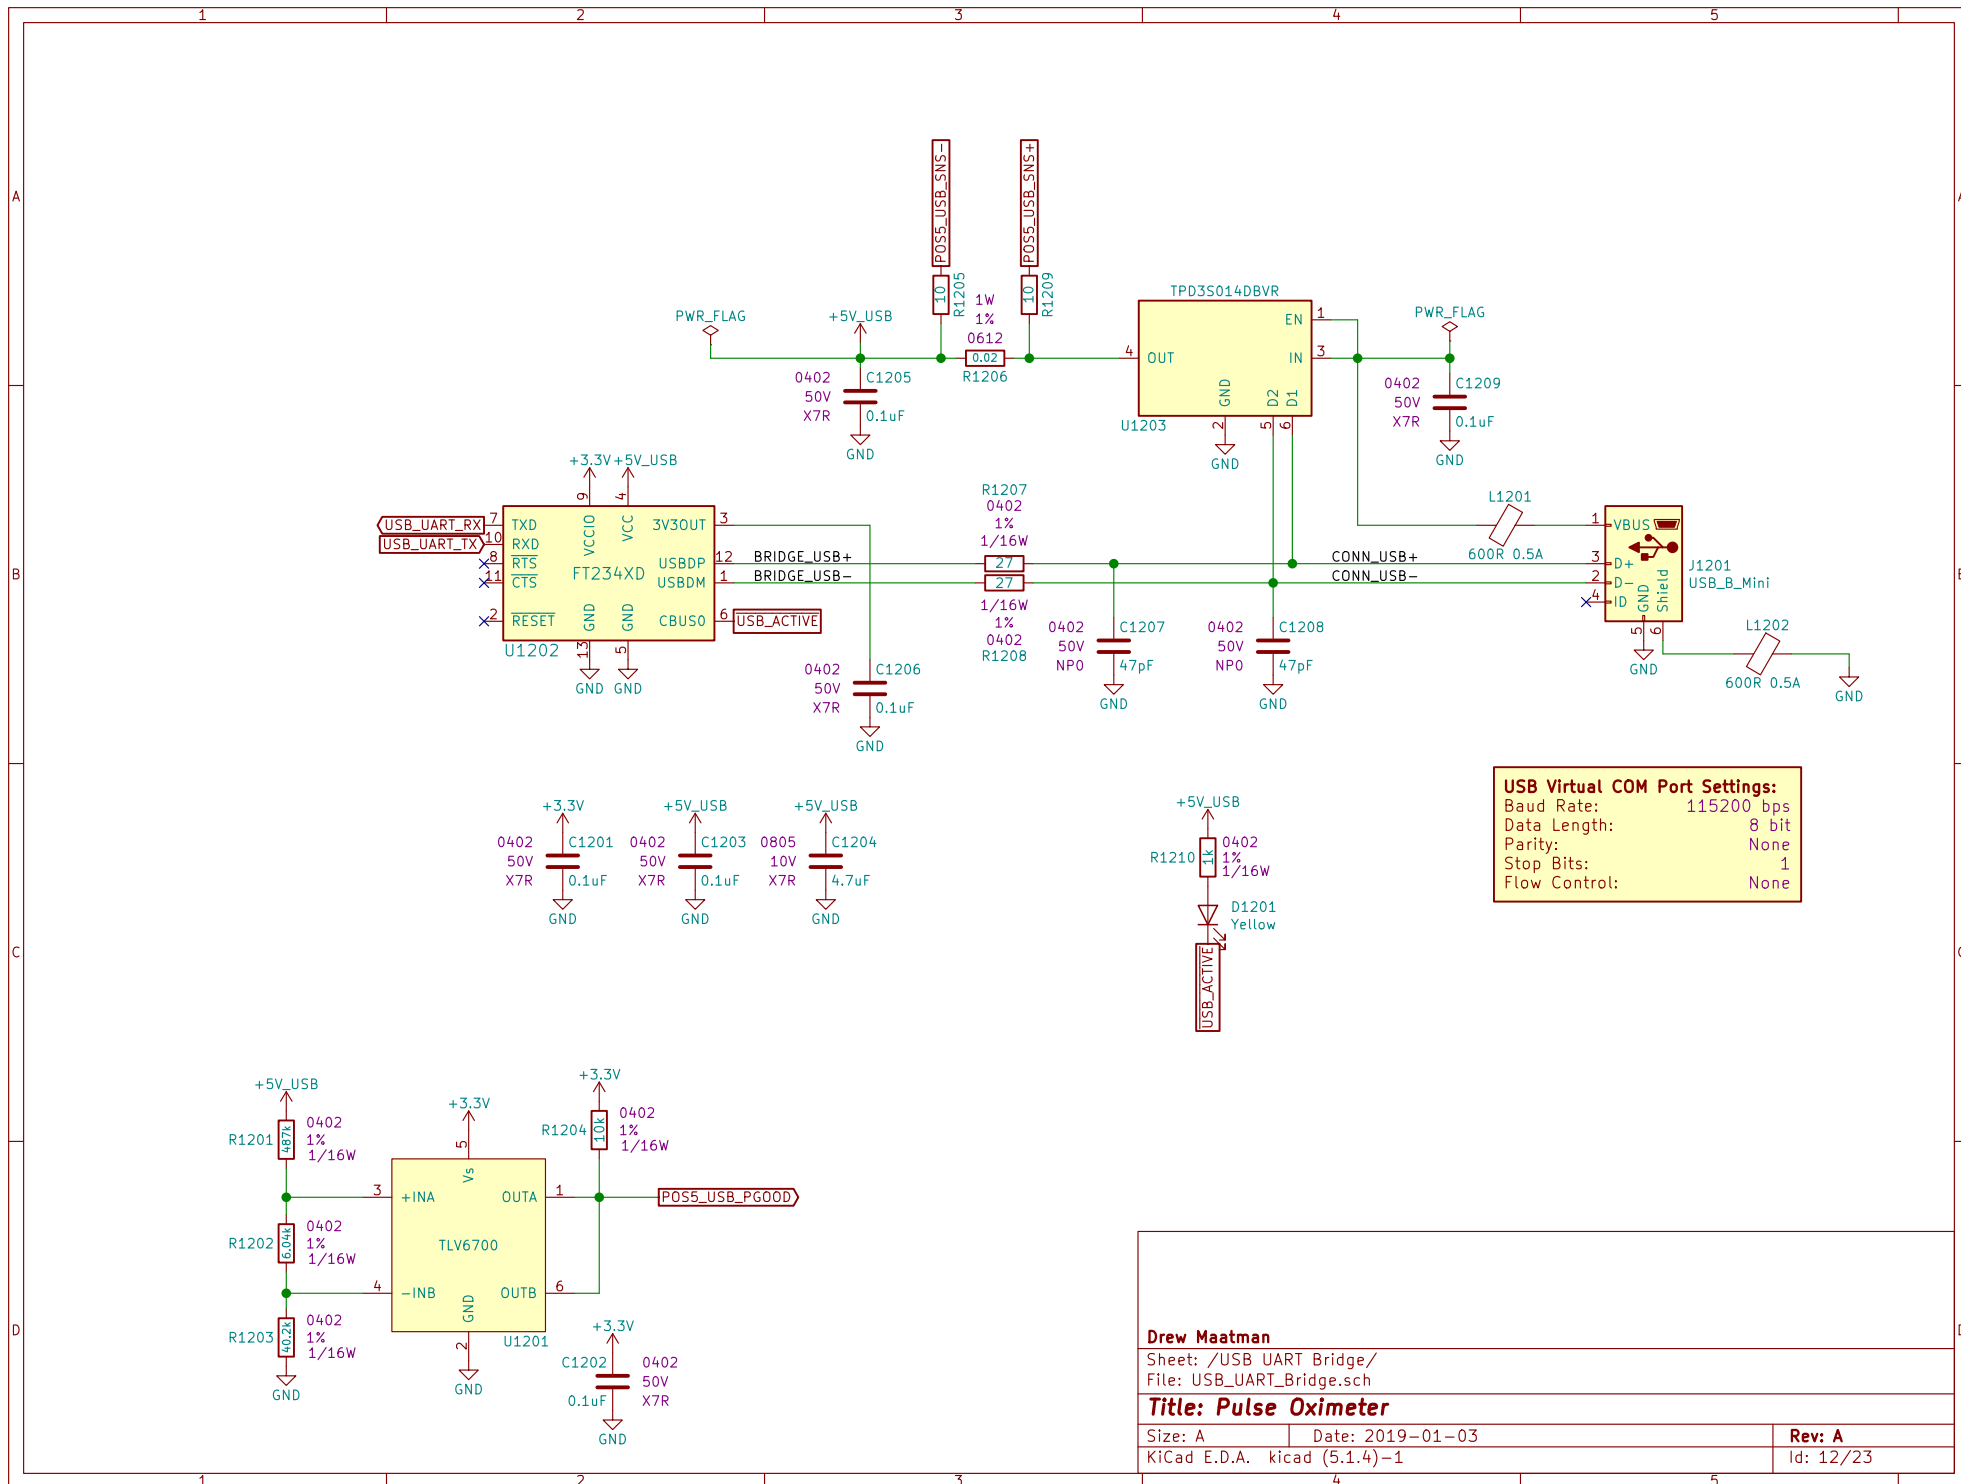 1 2 3 4 5
A
B
C
D
POS5_USB_SNS-
POS5_USB_SNS+
10
R1205
10
R1209
1W
1%
0612
0.02
R1206
PWR_FLAG
+5V_USB
0402
50V
X7R
C1205
0.1uF
GND
TPD3S014DBVR
EN 1
4 OUT
IN 3
GND
D2
D1
2
5
6
U1203
GND
PWR_FLAG
0402
50V
X7R
C1209
0.1uF
GND
+3.3V
+5V_USB
9
4
USB_UART_RX
7 TXD
USB_UART_TX
10 RXD
8 RTS
11 CTS
2 RESET
VCCIO
VCC
3V3OUT 3
FT234XD
USBDP 12
USBDM 1
GND
GND
CBUS0 6
USB_ACTIVE
U1202
13
5
GND
GND
BRIDGE_USB+
BRIDGE_USB-
0402
50V
X7R
C1206
0.1uF
GND
R1207
0402
1%
1/16W
27
27
1/16W
1%
0402
R1208
0402
50V
NP0
C1207
47pF
GND
0402
50V
NP0
C1208
47pF
GND
CONN_USB+
CONN_USB-
L1201
600R 0.5A
1 VBUS
3 D+
2 D-
4 ID
GND
Shield
5
6
J1201
USB_B_Mini
GND
L1202
600R 0.5A
GND
+3.3V
0402
50V
X7R
C1201
0.1uF
GND
+5V_USB
0402
50V
X7R
C1203
0.1uF
GND
+5V_USB
0805
10V
X7R
C1204
4.7uF
GND
+5V_USB
R1210
1k
0402
1%
1/16W
D1201
Yellow
USB_ACTIVE
USB Virtual COM Port Settings:
Baud Rate: 115200 bps
Data Length: 8 bit
Parity: None
Stop Bits: 1
Flow Control: None
+5V_USB
R1201
487k
0402
1%
1/16W
R1202
6.04k
0402
1%
1/16W
R1203
40.2k
0402
1%
1/16W
GND
+3.3V
5
Vs
3 +INA
OUTA 1
TLV6700
4 -INB
OUTB 6
GND
2
U1201
GND
+3.3V
R1204
10k
0402
1%
1/16W
POS5_USB_PGOOD
+3.3V
C1202
0.1uF
0402
50V
X7R
GND
Drew Maatman
Sheet: /USB UART Bridge/
File: USB_UART_Bridge.sch
Title: Pulse Oximeter
Size: A Date: 2019-01-03 Rev: A
KiCad E.D.A. kicad (5.1.4)-1 Id: 12/23
1 2 3 4 5